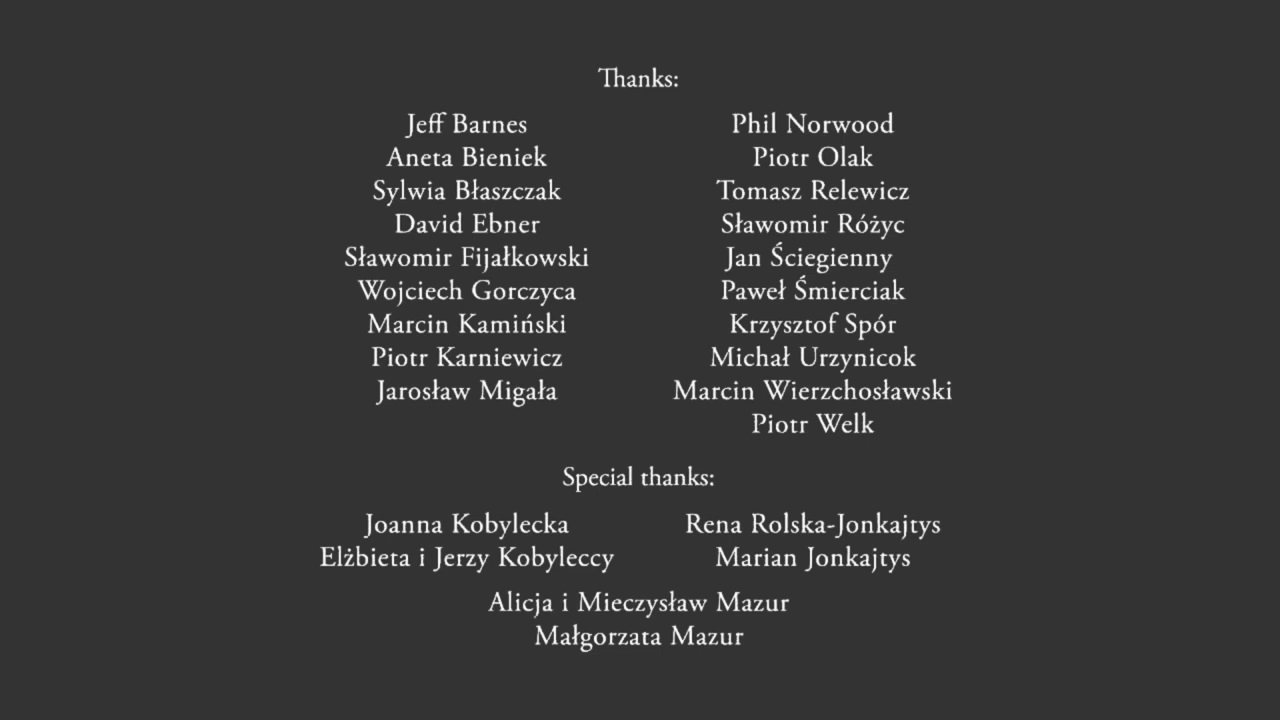 Thanks:
Jeff Barnes
Aneta Bieniek
Sylwia Błaszczak
David Ebner
Sławomir Fijałkowski
Wojciech Gorczyca
Marcin Kamiński
Piotr Karniewicz
Jarosław Migała
Phil Norwood
Piotr Olak
Tomasz Relewicz
Sławomir Różyc
Jan Ściegienny
Paweł Śmierciak
Krzysztof Spór
Michał Urzynicok
Marcin Wierzchosławski
Piotr Welk
Special thanks:
Joanna Kobylecka
Elżbieta i Jerzy Kobyleccy
Rena Rolska-Jonkajtys
Marian Jonkajtys
Alicja i Mieczysław Mazur
Małgorzata Mazur